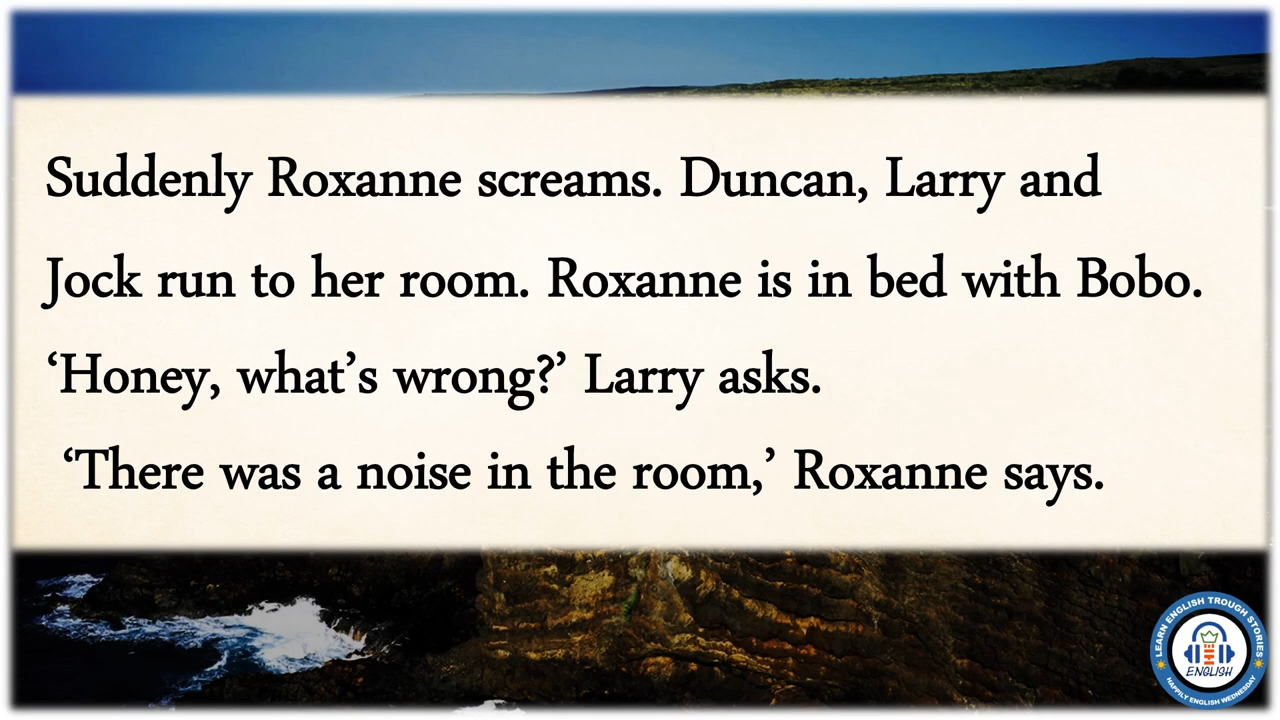 Suddenly Roxanne screams. Duncan, Larry and
Jock run to her room. Roxanne is in bed with Bobo.
‘Honey, what’s wrong?’ Larry asks.
‘There was a noise in the room,’ Roxanne says.
LEARN ENGLISH TROUGH STORIES
ENGLISH
HAPPILY ENGLISH WEDNESDAY